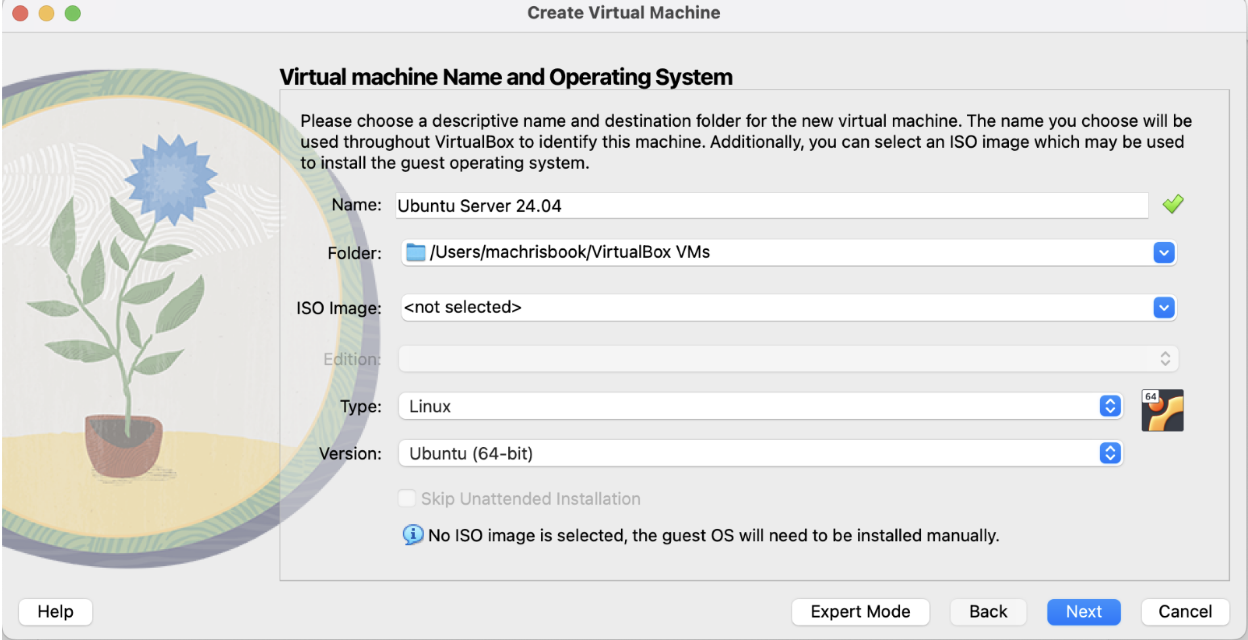 Create Virtual Machine
Virtual machine Name and Operating System
Please choose a descriptive name and destination folder for the new virtual machine. The name you choose will be
used throughout VirtualBox to identify this machine. Additionally, you can select an ISO image which may be used
to install the guest operating system.
Name: Ubuntu Server 24.04
Folder: /Users/machrisbook/VirtualBox VMs
ISO Image: <not selected>
Edition:
Type: Linux 64
Version: Ubuntu (64-bit)
Skip Unattended Installation
No ISO image is selected, the guest OS will need to be installed manually.
Help Expert Mode Back Next Cancel